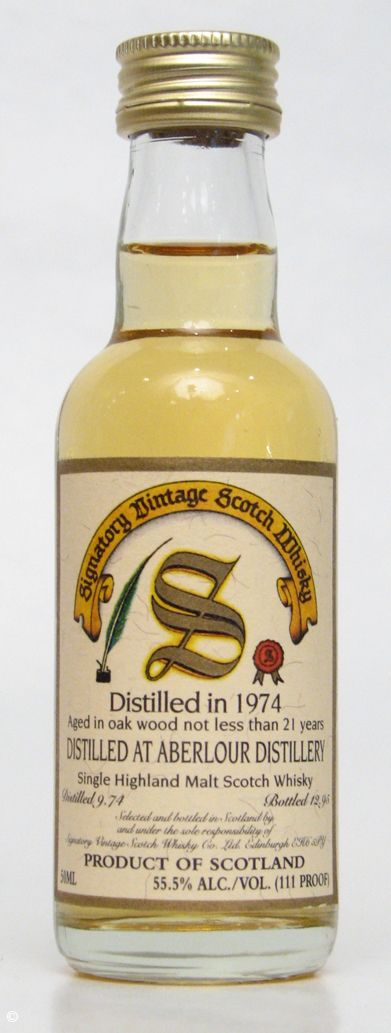 Signatory Vintage Scotch Whisky
S
S
Distilled in 1974
Aged in oak wood not less than 21 years
DISTILLED AT ABERLOUR DISTILLERY
Single Highland Malt Scotch Whisky
Distilled 9.74 Bottled 12.95
Selected and bottled in Scotland by
and under the sole responsibility of
Signatory Vintage Scotch Whisky Co. Ltd. Edinburgh EH6 5PY
PRODUCT OF SCOTLAND
50ML 55.5% ALC./VOL. (111 PROOF)
©